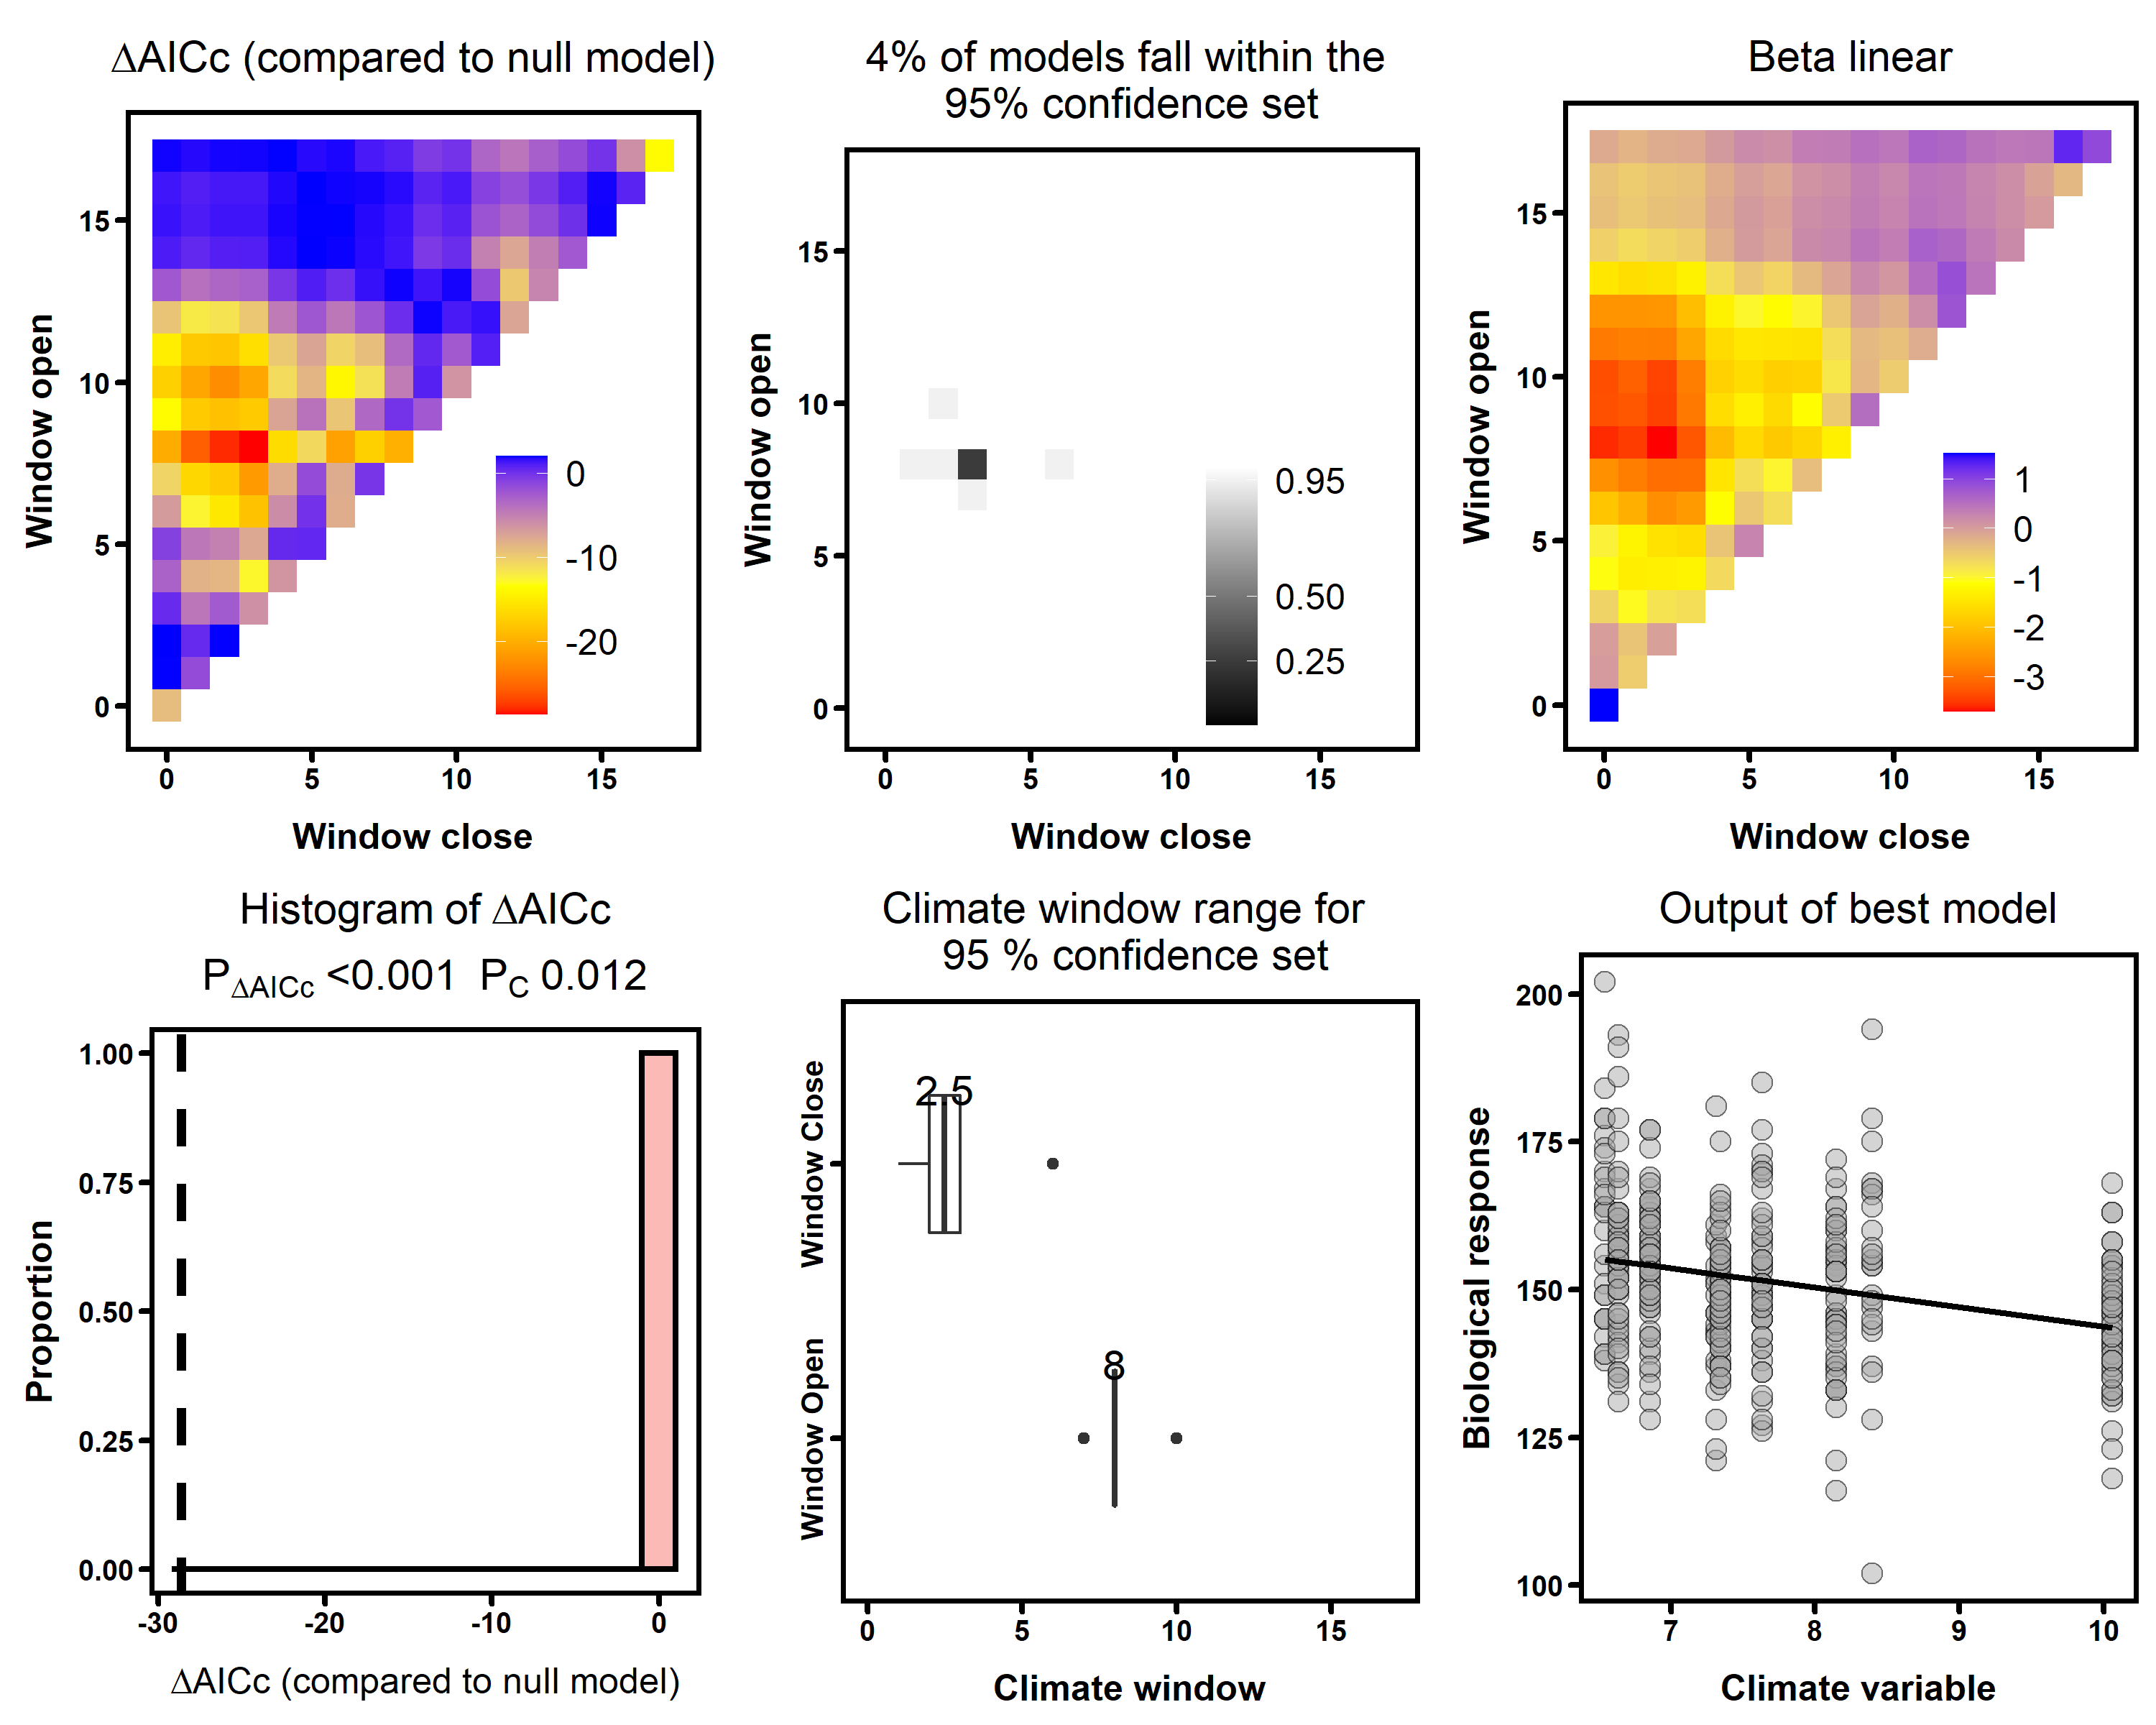 ΔAICc (compared to null model)
Window open
15
10
5
0
0
-10
-20
0 5 10 15
Window close
4% of models fall within the
95% confidence set
Window open
15
10
5
0
0.95
0.50
0.25
0 5 10 15
Window close
Beta linear
Window open
15
10
5
0
1
0
-1
-2
-3
0 5 10 15
Window close
Histogram of ΔAICc
PΔAICc <0.001 PC 0.012
Proportion
1.00
0.75
0.50
0.25
0.00
-30 -20 -10 0
ΔAICc (compared to null model)
Climate window range for
95 % confidence set
Window Close
2.5
Window Open
8
0 5 10 15
Climate window
Output of best model
Biological response
200
175
150
125
100
7 8 9 10
Climate variable